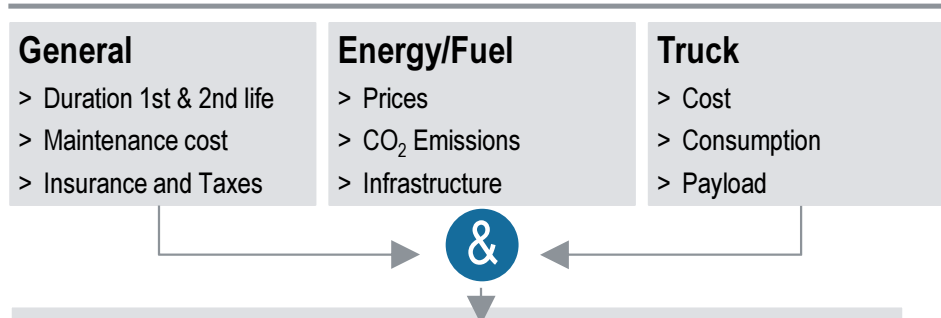 General
> Duration 1st & 2nd life
> Maintenance cost
> Insurance and Taxes
Energy/Fuel
> Prices
> CO₂ Emissions
> Infrastructure
Truck
> Cost
> Consumption
> Payload
&